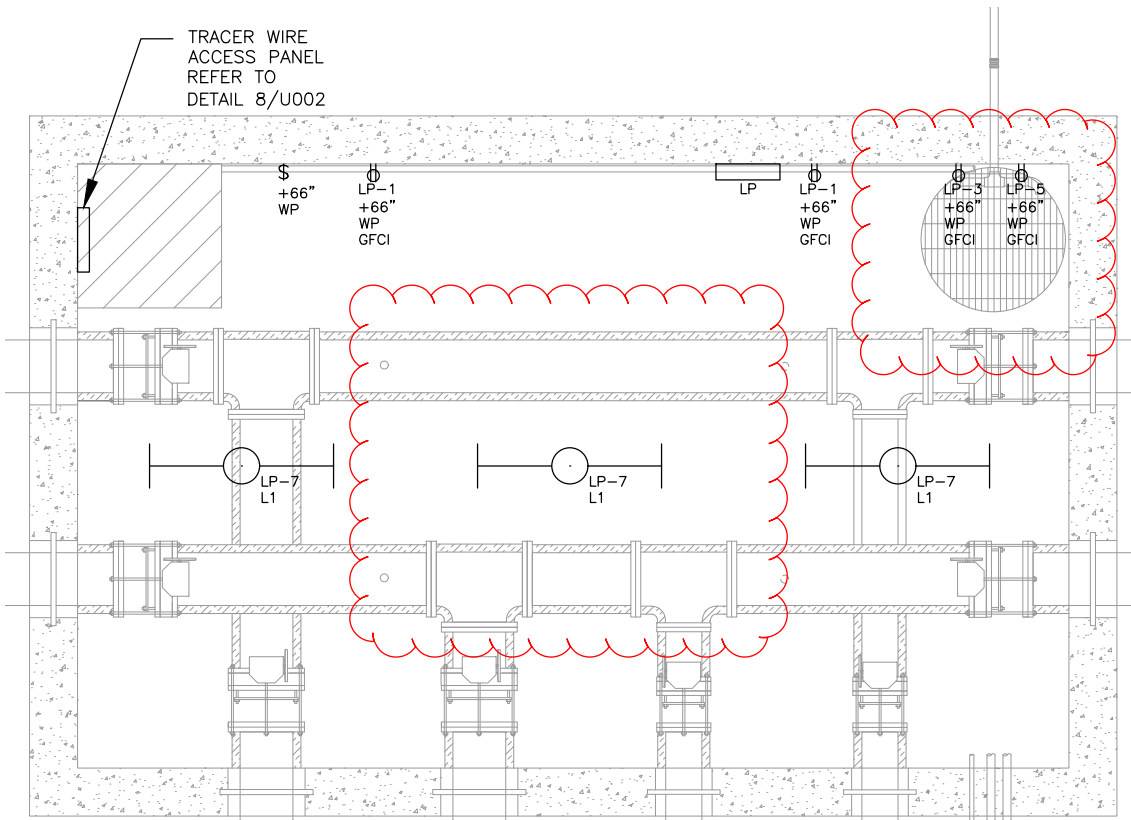 TRACER WIRE
ACCESS PANEL
REFER TO
DETAIL 8/U002
$
+66"
WP
LP-1
+66"
WP
GFCI
LP
LP-1
+66"
WP
GFCI
LP-3
+66"
WP
GFCI
LP-5
+66"
WP
GFCI
LP-7
L1
LP-7
L1
LP-7
L1